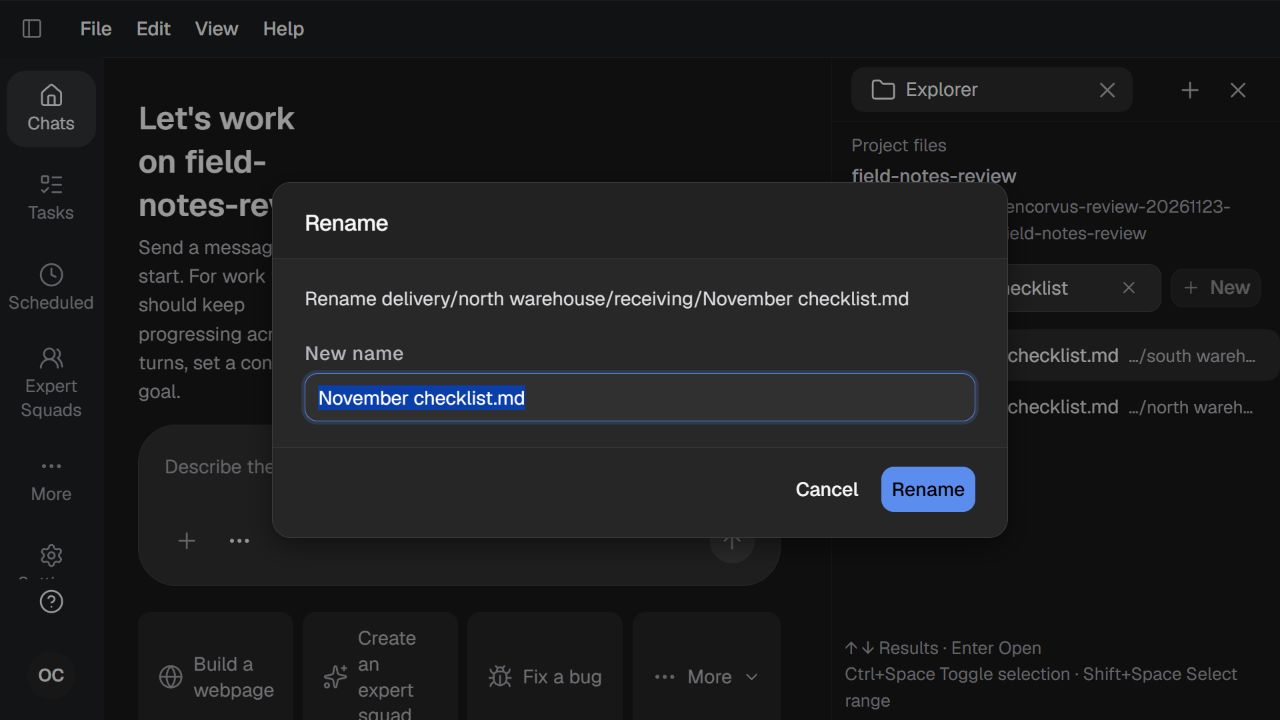 File Edit View Help
Chats
Tasks
Scheduled
Expert
Squads
More
OC
Let's work
on field-
Send a messag
start. For work
should keep
progressing acr
turns, set a con
goal.
Describe the
Build a
webpage
Create
an
expert
squad
Fix a bug
More
Explorer
Project files
field-notes-review
encorvus-review-20261123-
ield-notes-review
ecklist
New
checklist.md .../south wareh...
checklist.md .../north wareh...
↑↓ Results · Enter Open
Ctrl+Space Toggle selection · Shift+Space Select
range
Rename
Rename delivery/north warehouse/receiving/November checklist.md
New name
November checklist.md
Cancel
Rename